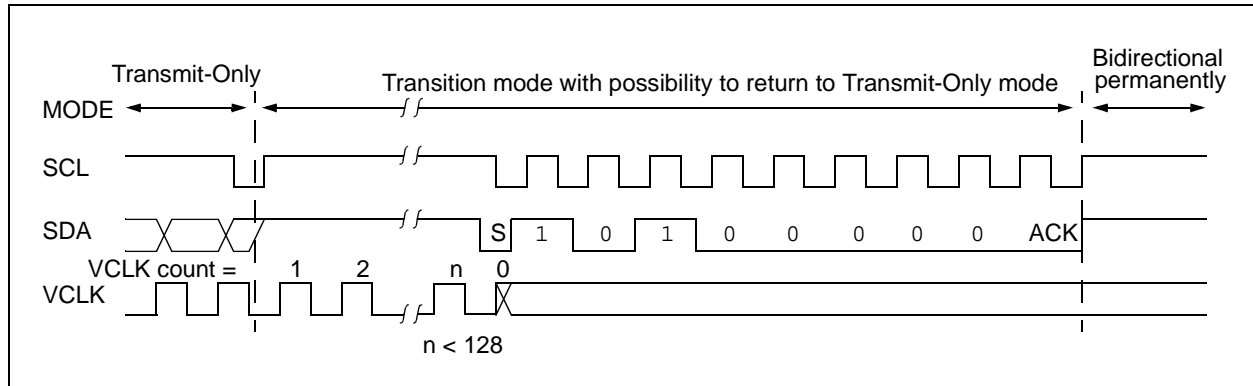 Transmit-Only
Transition mode with possibility to return to Transmit-Only mode
Bidirectional
permanently
MODE
SCL
SDA
S 1 0 1 0 0 0 0 0 ACK
VCLK count = 1 2 n 0
VCLK
n < 128